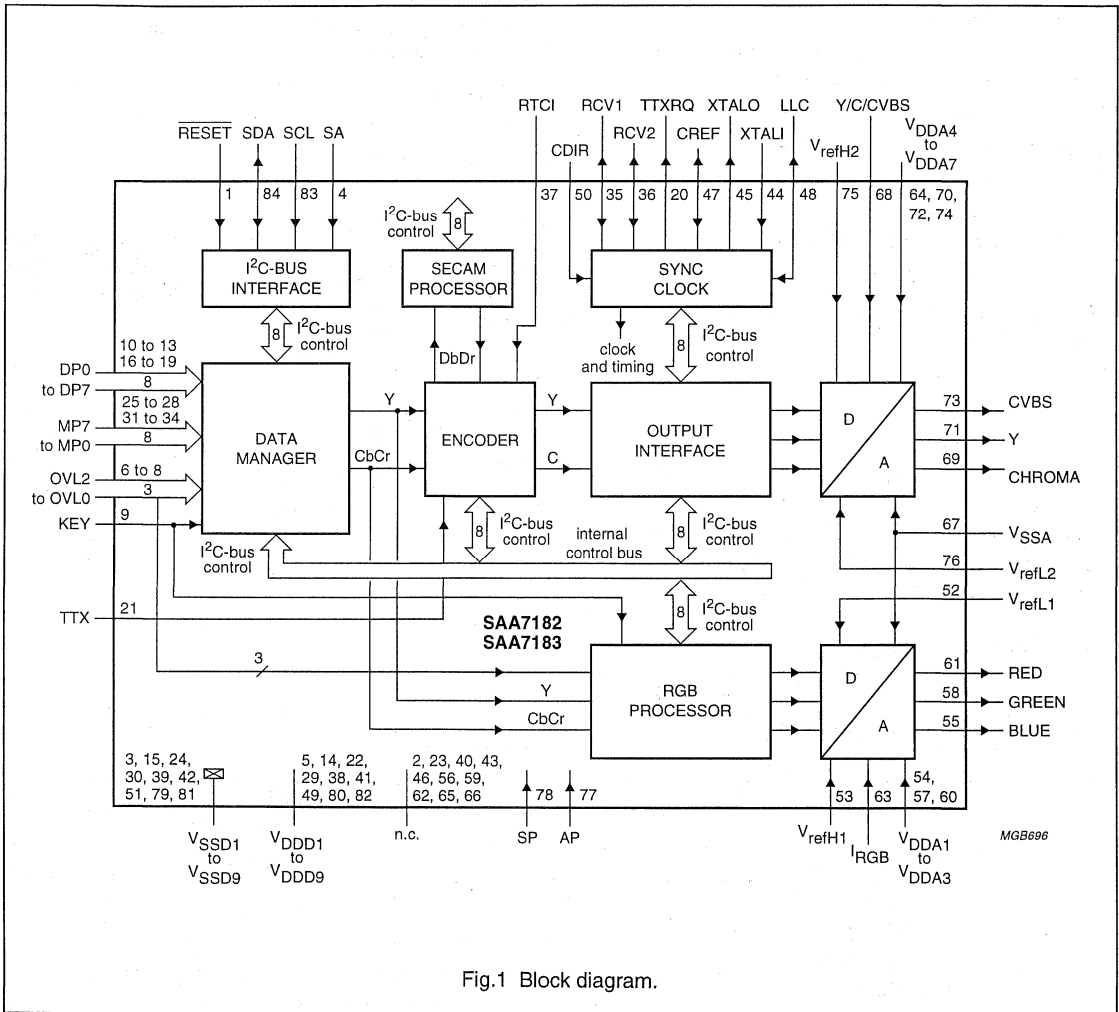 RTCI RCV1 TTXRQ XTALO LLC Y/C/CVBS
RESET SDA SCL SA
CDIR RCV2 CREF XTALI VrefH2 VDDA4
to
VDDA7
1 84 83 4 37 50 35 36 20 47 45 44 48 75 68 64, 70,
72, 74
I²C-bus
control
8
I²C-BUS
INTERFACE
SECAM
PROCESSOR
SYNC
CLOCK
8
I²C-bus
control
DbDr
clock
and timing
8
I²C-bus
control
10 to 13
16 to 19
DP0
to DP7
8
25 to 28
31 to 34
MP7
to MP0
8
OVL2
6 to 8
to OVL0
3
KEY
9
DATA
MANAGER
Y
CbCr
ENCODER
Y
C
OUTPUT
INTERFACE
D
A
73 CVBS
71 Y
69 CHROMA
67 VSSA
76 VrefL2
52 VrefL1
I²C-bus
control
8
I²C-bus
control
internal
control bus
8
I²C-bus
control
TTX
21
SAA7182
SAA7183
8
I²C-bus
control
3
Y
CbCr
RGB
PROCESSOR
D
A
61 RED
58 GREEN
55 BLUE
3, 15, 24,
30, 39, 42,
51, 79, 81
5, 14, 22,
29, 38, 41,
49, 80, 82
2, 23, 40, 43,
46, 56, 59,
62, 65, 66
78 77
53 63
54,
57, 60
VSSD1
to
VSSD9
VDDD1
to
VDDD9
n.c.
SP AP
VrefH1
IRGB
VDDA1
to
VDDA3
MGB696
Fig.1 Block diagram.